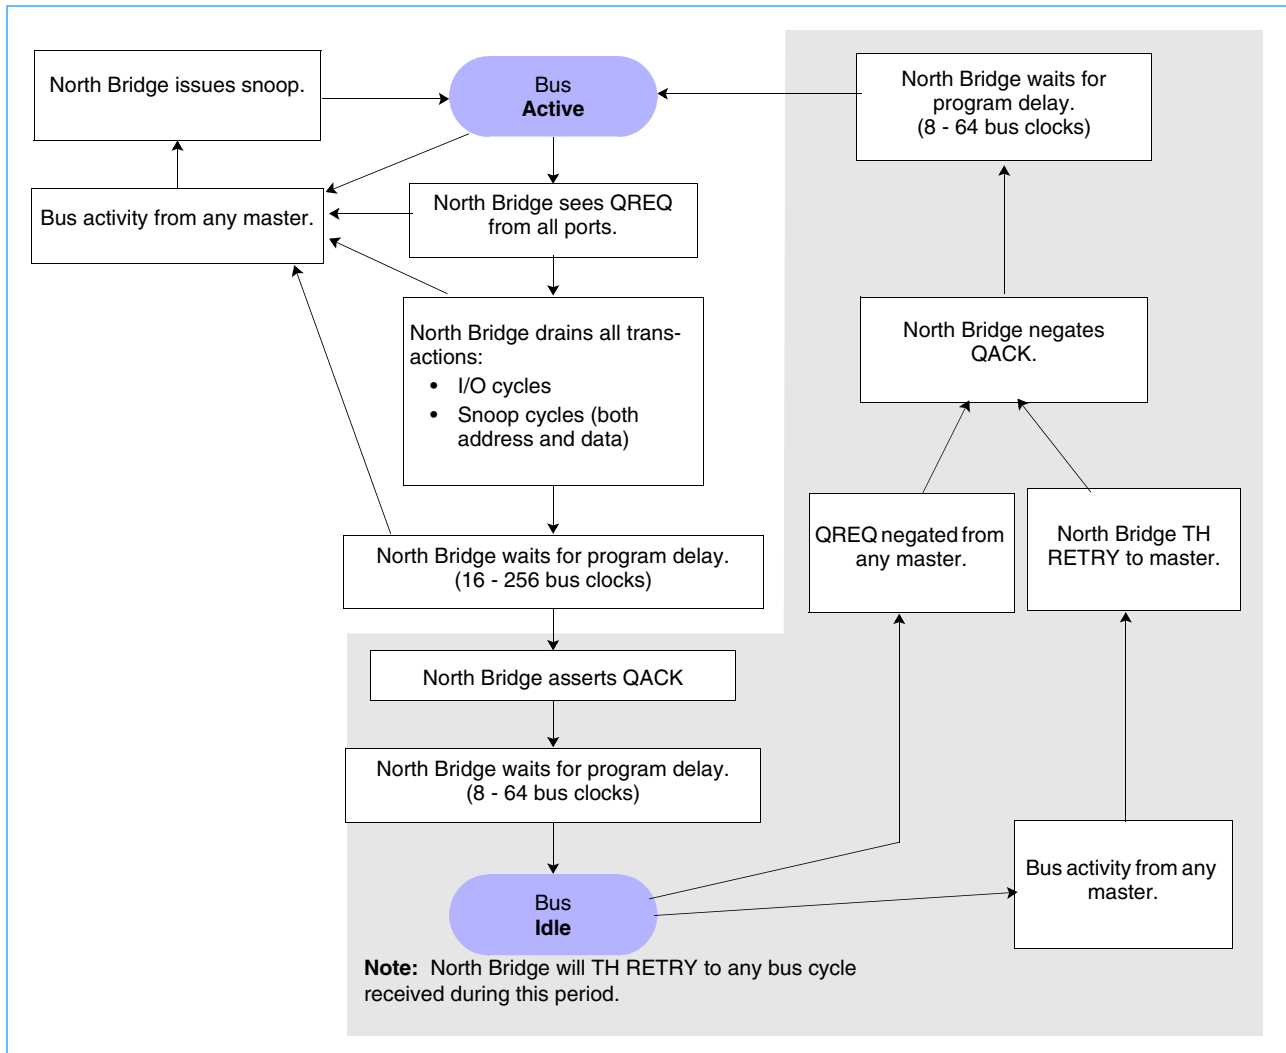 North Bridge issues snoop.
Bus
Active
North Bridge waits for
program delay.
(8 - 64 bus clocks)
Bus activity from any master.
North Bridge sees QREQ
from all ports.
North Bridge drains all trans-
actions:
• I/O cycles
• Snoop cycles (both
address and data)
North Bridge negates
QACK.
North Bridge waits for program delay.
(16 - 256 bus clocks)
QREQ negated from
any master.
North Bridge TH
RETRY to master.
North Bridge asserts QACK
North Bridge waits for program delay.
(8 - 64 bus clocks)
Bus
Idle
Bus activity from any
master.
Note: North Bridge will TH RETRY to any bus cycle
received during this period.